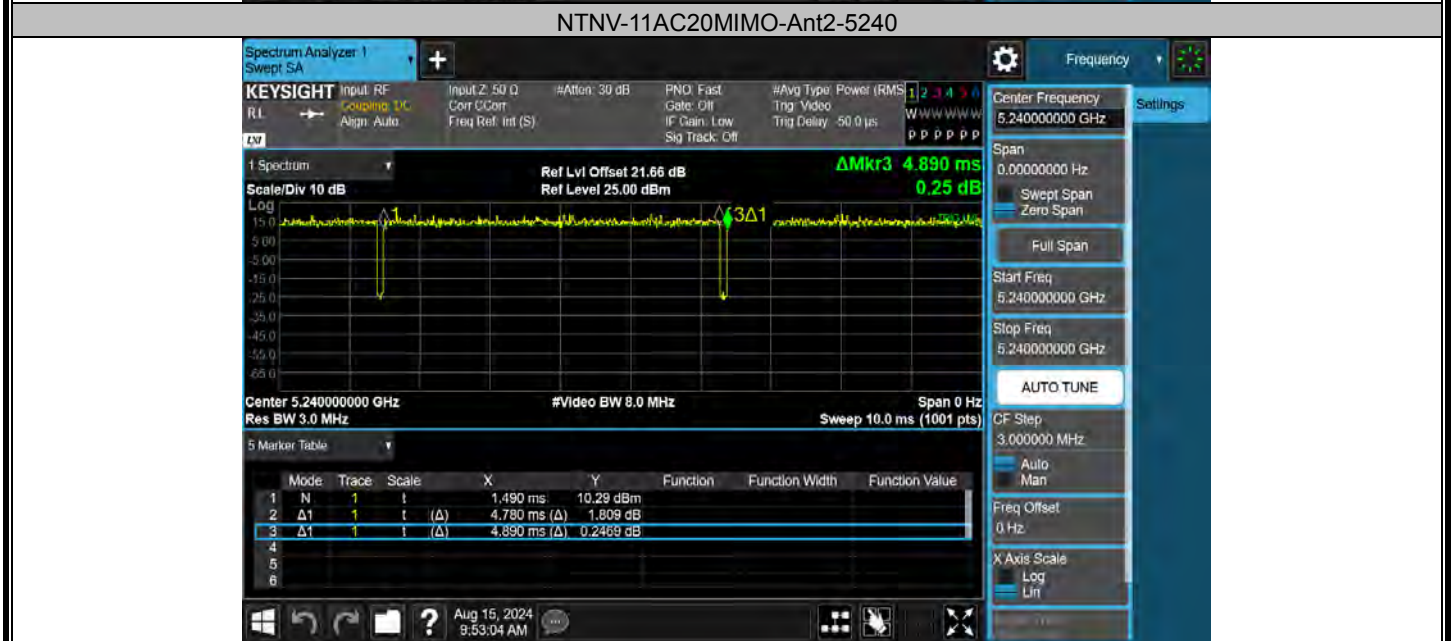 NTNV-11AC20MIMO-Ant2-5240
Spectrum Analyzer 1
Swept SA
+
Frequency
KEYSIGHT
RL
LXI
Input: RF
Coupling: DC
Align: Auto
Input Z: 50 Ω
Corr CCorr
Freq Ref: Int (S)
#Atten: 30 dB
PNO: Fast
Gate: Off
IF Gain: Low
Sig Track: Off
#Avg Type: Power (RMS
Trig: Video
Trig Delay: -50.0 µs
1 2 3 4 5 6
W W W W W W
P P P P P P
Center Frequency
5.240000000 GHz
Settings
Span
0.00000000 Hz
Swept Span
Zero Span
Full Span
Start Freq
5.240000000 GHz
Stop Freq
5.240000000 GHz
AUTO TUNE
CF Step
3.000000 MHz
Auto
Man
Freq Offset
0 Hz
X Axis Scale
Log
Lin
1 Spectrum
Scale/Div 10 dB
Ref Lvl Offset 21.66 dB
Ref Level 25.00 dBm
ΔMkr3 4.890 ms
0.25 dB
Log
15.0
5.00
-5.00
-15.0
-25.0
-35.0
-45.0
-55.0
-65.0
1
3Δ1
Center 5.240000000 GHz
#Video BW 8.0 MHz
Span 0 Hz
Res BW 3.0 MHz
Sweep 10.0 ms (1001 pts)
5 Marker Table
Mode Trace Scale X Y Function Function Width Function Value
1 N 1 t 1.490 ms 10.29 dBm
2 Δ1 1 t (Δ) 4.780 ms (Δ) 1.809 dB
3 Δ1 1 t (Δ) 4.890 ms (Δ) 0.2469 dB
4
5
6
?
Aug 15, 2024
9:53:04 AM